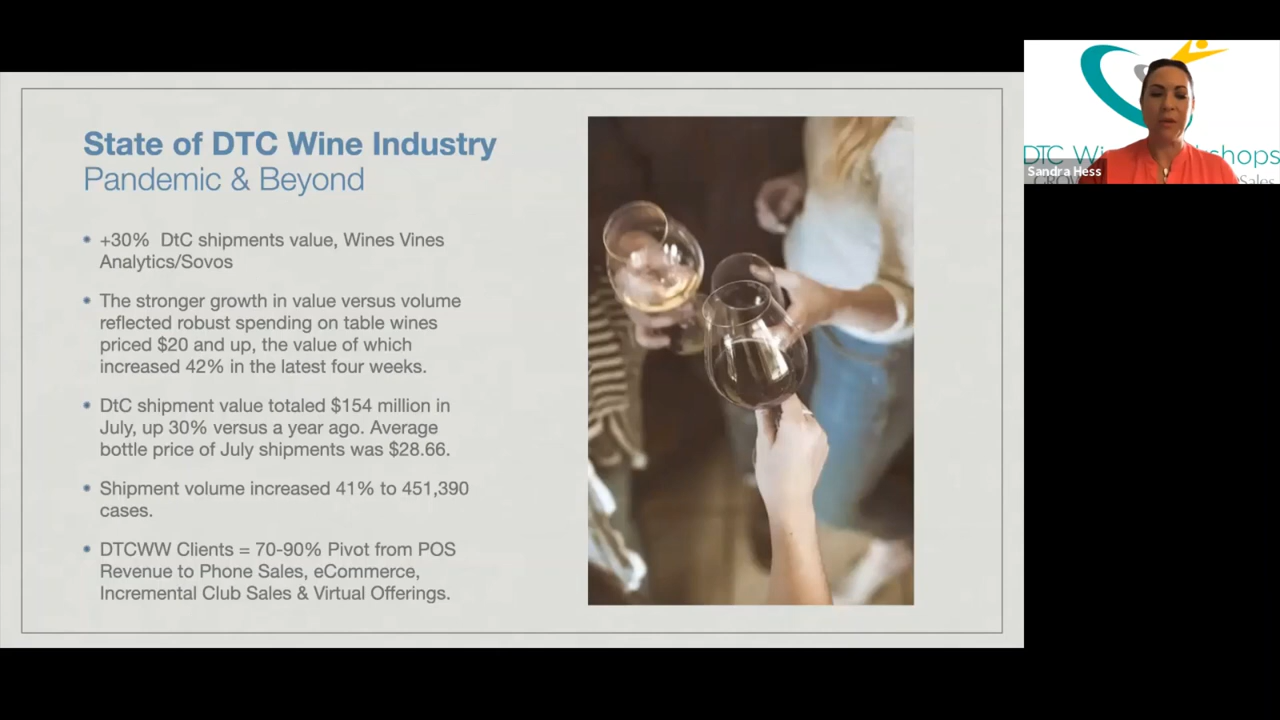 State of DTC Wine Industry
Pandemic & Beyond
+30% DtC shipments value, Wines Vines
Analytics/Sovos
The stronger growth in value versus volume
reflected robust spending on table wines
priced $20 and up, the value of which
increased 42% in the latest four weeks.
DtC shipment value totaled $154 million in
July, up 30% versus a year ago. Average
bottle price of July shipments was $28.66.
Shipment volume increased 41% to 451,390
cases.
DTCWW Clients = 70-90% Pivot from POS
Revenue to Phone Sales, eCommerce,
Incremental Club Sales & Virtual Offerings.
DTC
Sandra Hess